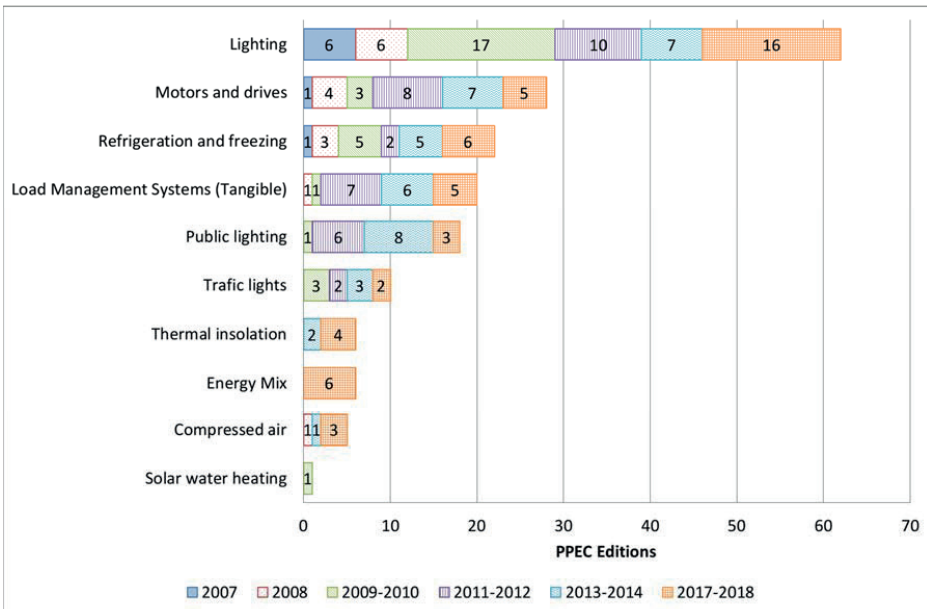 Lighting 6 6 17 10 7 16
Motors and drives 1 4 3 8 7 5
Refrigeration and freezing 1 3 5 2 5 6
Load Management Systems (Tangible) 1 1 7 6 5
Public lighting 1 6 8 3
Trafic lights 3 2 3 2
Thermal insolation 2 4
Energy Mix 6
Compressed air 1 1 3
Solar water heating 1
0 10 20 30 40 50 60 70
PPEC Editions
2007 2008 2009-2010 2011-2012 2013-2014 2017-2018